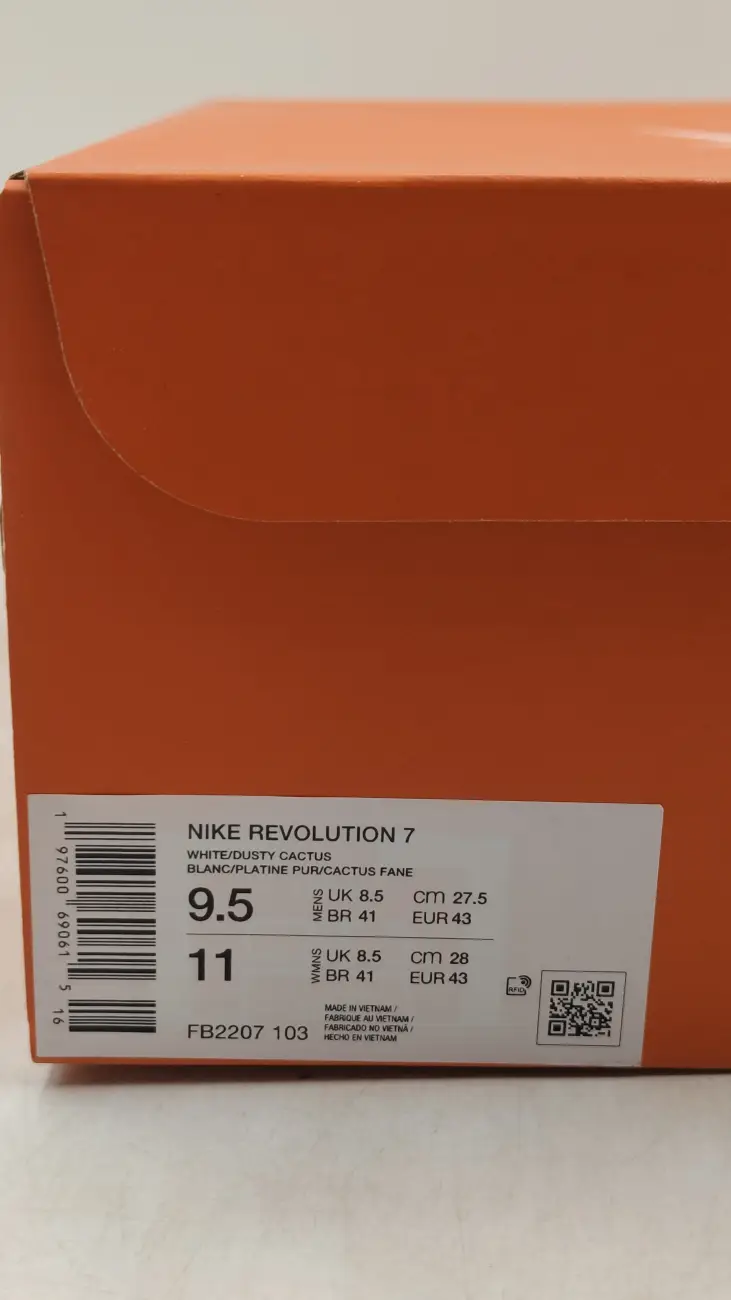 NIKE REVOLUTION 7
WHITE/DUSTY CACTUS
BLANC/PLATINE PUR/CACTUS FANE
9.5
MENS
UK 8.5 cm 27.5
BR 41 EUR 43
11
WMNS
UK 8.5 cm 28
BR 41 EUR 43
FB2207 103
MADE IN VIETNAM /
FABRIQUE AU VIETNAM /
FABRICADO NO VIETNÃ /
HECHO EN VIETNAM
RFID
1 97600 69061 5 16